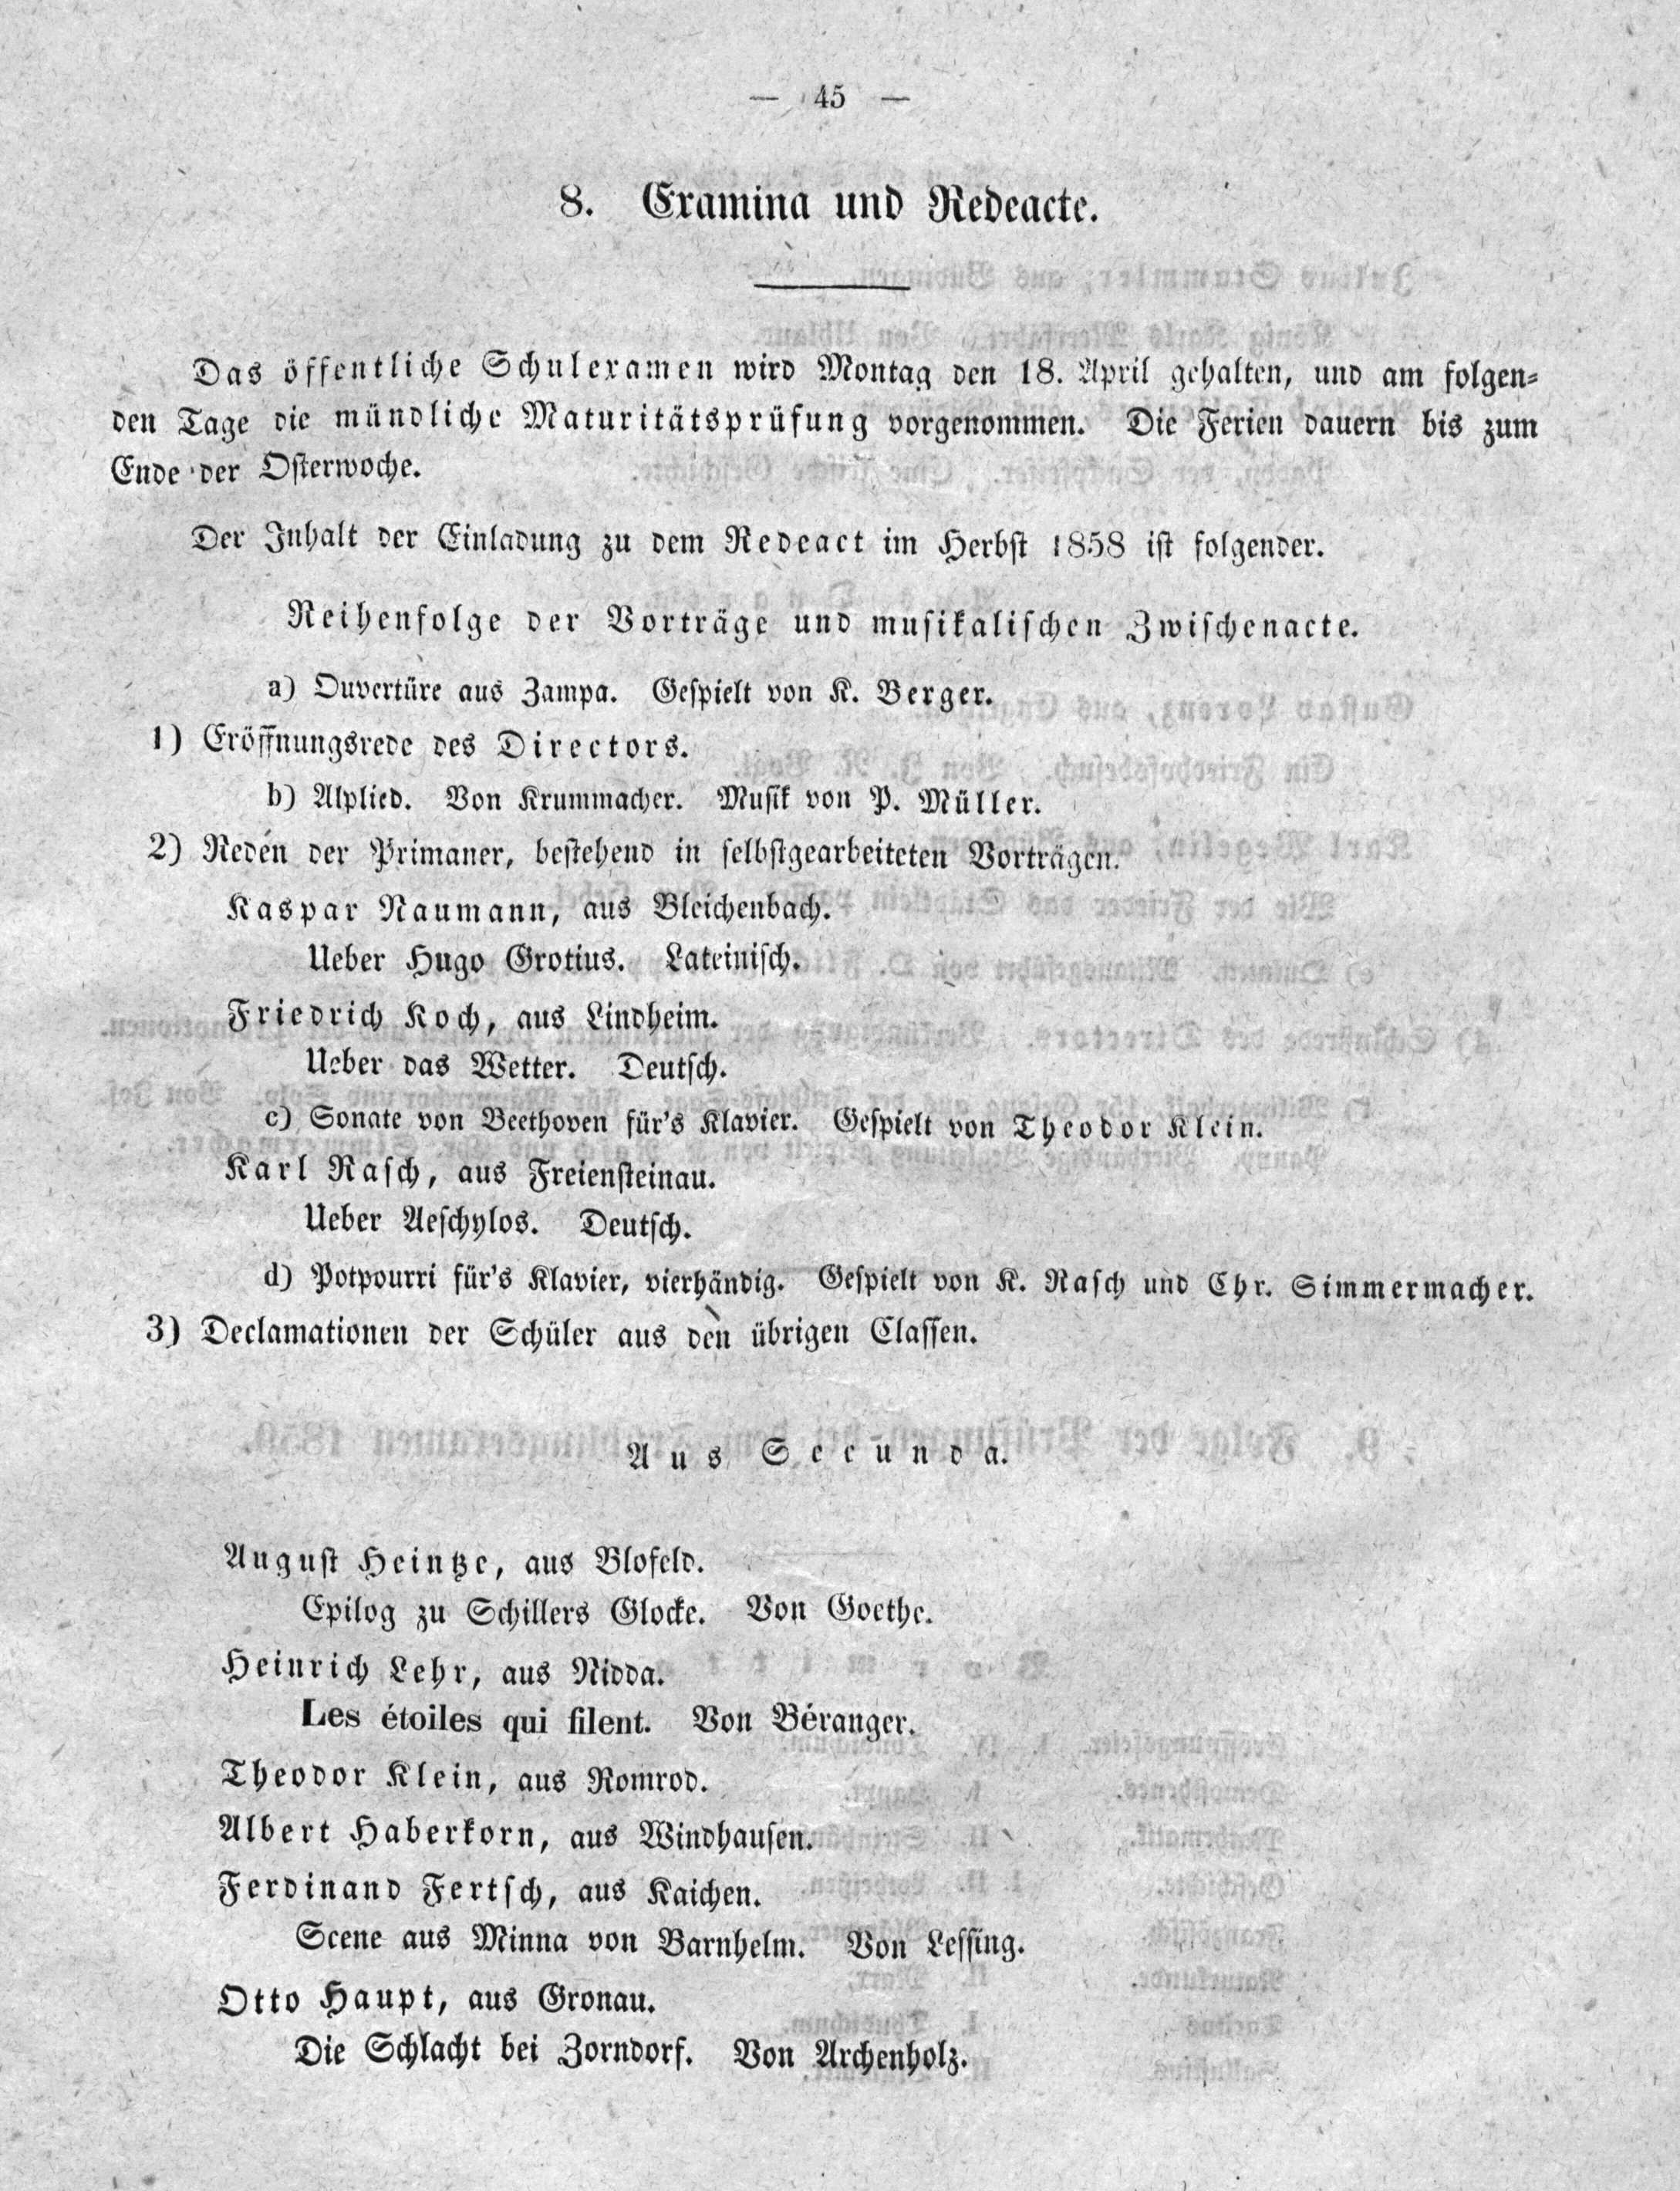 — 45 —
8. Examina und Redeacte.
Das öffentliche Schulexamen wird Montag den 18. April gehalten, und am folgen-
den Tage die mündliche Maturitätsprüfung vorgenommen. Die Ferien dauern bis zum
Ende der Osterwoche.
Der Inhalt der Einladung zu dem Redeact im Herbst 1858 ist folgender.
Reihenfolge der Vorträge und musikalischen Zwischenacte.
a) Ouvertüre aus Zampa. Gespielt von K. Berger.
1) Eröffnungsrede des Directors.
b) Alplied. Von Krummacher. Musik von P. Müller.
2) Reden der Primaner, bestehend in selbstgearbeiteten Vorträgen.
Kaspar Naumann, aus Bleichenbach.
Ueber Hugo Grotius. Lateinisch.
Friedrich Koch, aus Lindheim.
Ueber das Wetter. Deutsch.
c) Sonate von Beethoven für's Klavier. Gespielt von Theodor Klein.
Karl Rasch, aus Freiensteinau.
Ueber Aeschylos. Deutsch.
d) Potpourri für's Klavier, vierhändig. Gespielt von K. Rasch und Chr. Simmermacher.
3) Declamationen der Schüler aus den übrigen Classen.
Aus Secunda.
August Heintze, aus Blofeld.
Epilog zu Schillers Glocke. Von Goethe.
Heinrich Lehr, aus Nidda.
Les étoiles qui filent. Von Béranger.
Theodor Klein, aus Romrod.
Albert Haberkorn, aus Windhausen.
Ferdinand Fertsch, aus Kaichen.
Scene aus Minna von Barnhelm. Von Lessing.
Otto Haupt, aus Gronau.
Die Schlacht bei Zorndorf. Von Archenholz.